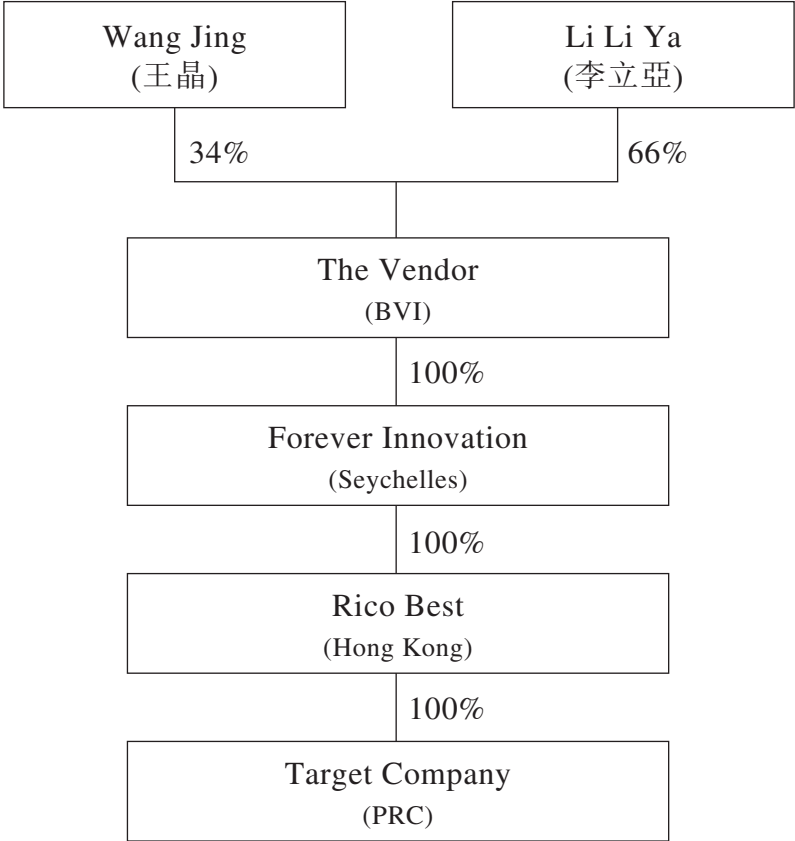 Wang Jing
(王晶)
Li Li Ya
(李立亞)
34%
66%
The Vendor
(BVI)
100%
Forever Innovation
(Seychelles)
100%
Rico Best
(Hong Kong)
100%
Target Company
(PRC)